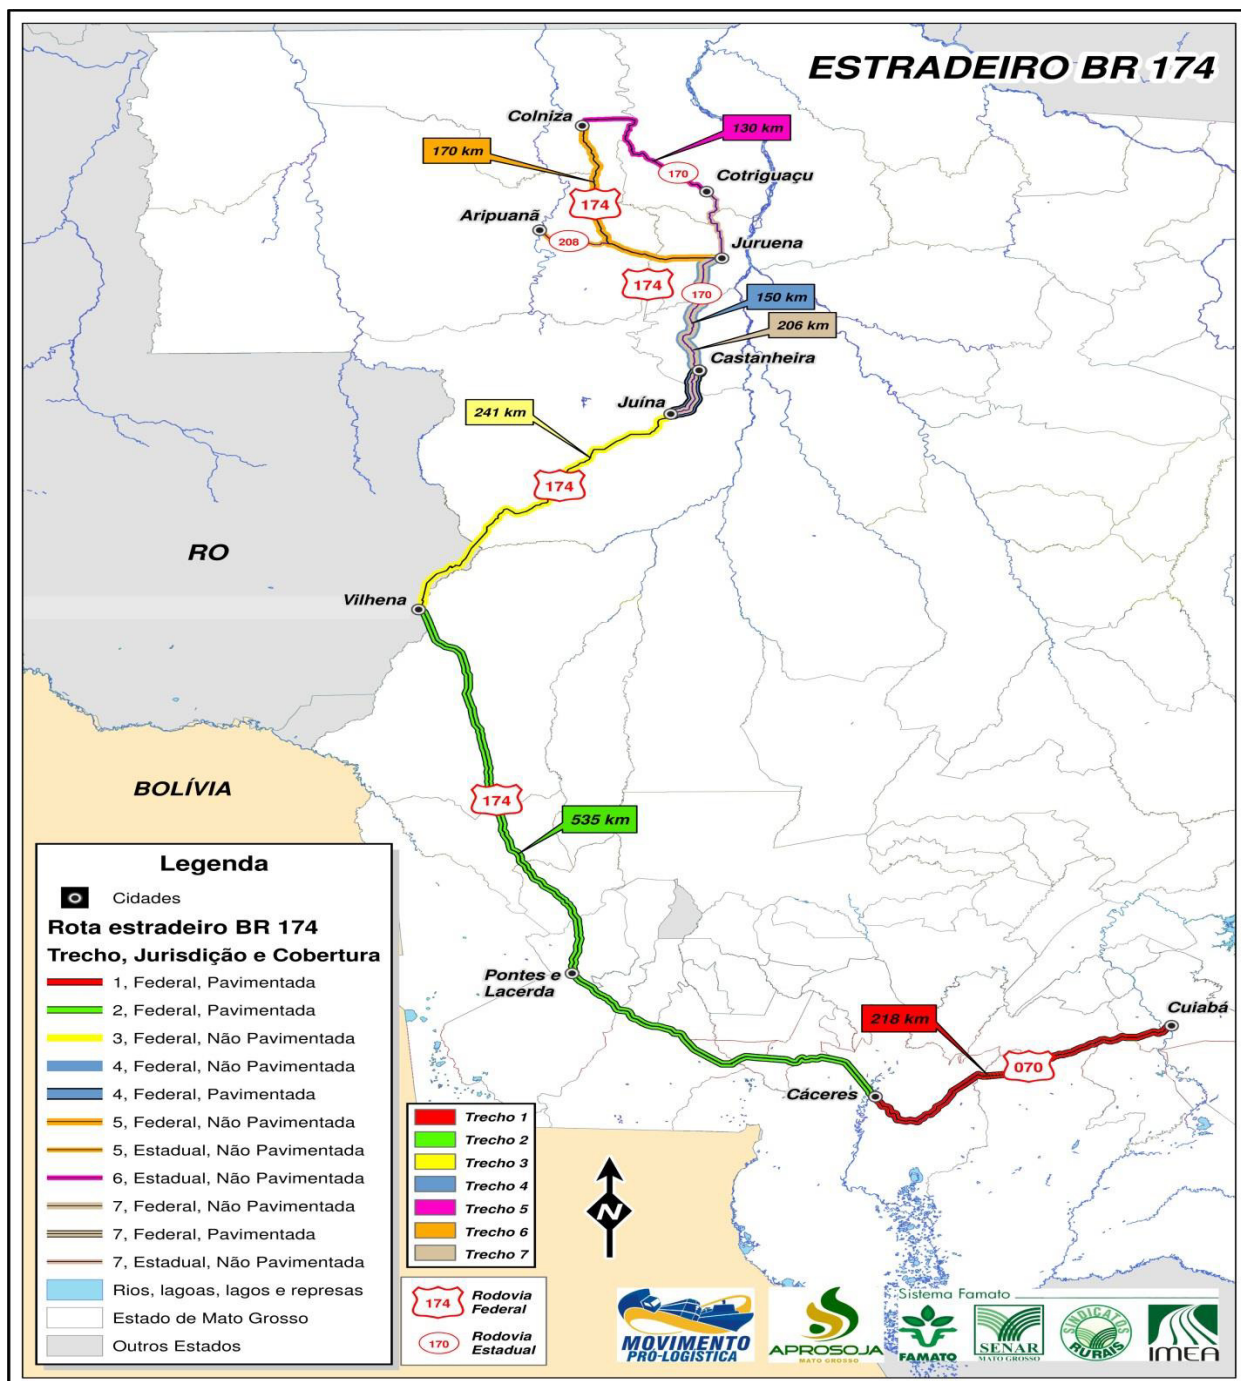 ESTRADEIRO BR 174
Colniza
130 km
170 km
170
Cotriguaçu
174
Aripuanã
208
Juruena
174
170
150 km
206 km
Castanheira
Juína
241 km
174
RO
Vilhena
BOLÍVIA
174
535 km
Pontes e
Lacerda
218 km
Cuiabá
070
Cáceres
Legenda
Cidades
Rota estradeiro BR 174
Trecho, Jurisdição e Cobertura
1, Federal, Pavimentada
2, Federal, Pavimentada
3, Federal, Não Pavimentada
4, Federal, Não Pavimentada
4, Federal, Pavimentada
5, Federal, Não Pavimentada
5, Estadual, Não Pavimentada
6, Estadual, Não Pavimentada
7, Federal, Não Pavimentada
7, Federal, Pavimentada
7, Estadual, Não Pavimentada
Rios, lagoas, lagos e represas
Estado de Mato Grosso
Outros Estados
Trecho 1
Trecho 2
Trecho 3
Trecho 4
Trecho 5
Trecho 6
Trecho 7
N
174 Rodovia
Federal
170 Rodovia
Estadual
MOVIMENTO
PRÓ-LOGÍSTICA
APROSOJA
MATO GROSSO
Sistema Famato
FAMATO
SENAR
MATO GROSSO
SINDICATOS
RURAIS
IMEA